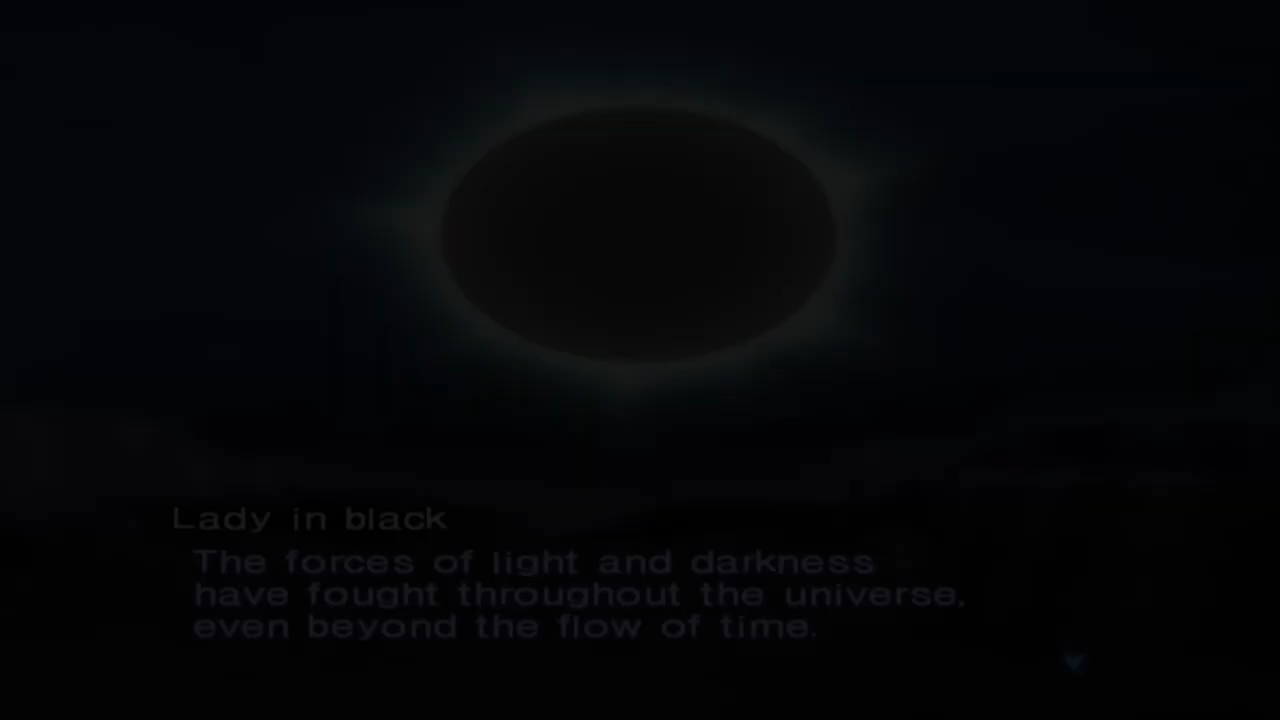 Lady in black
The forces of light and darkness
have fought throughout the universe,
even beyond the flow of time.